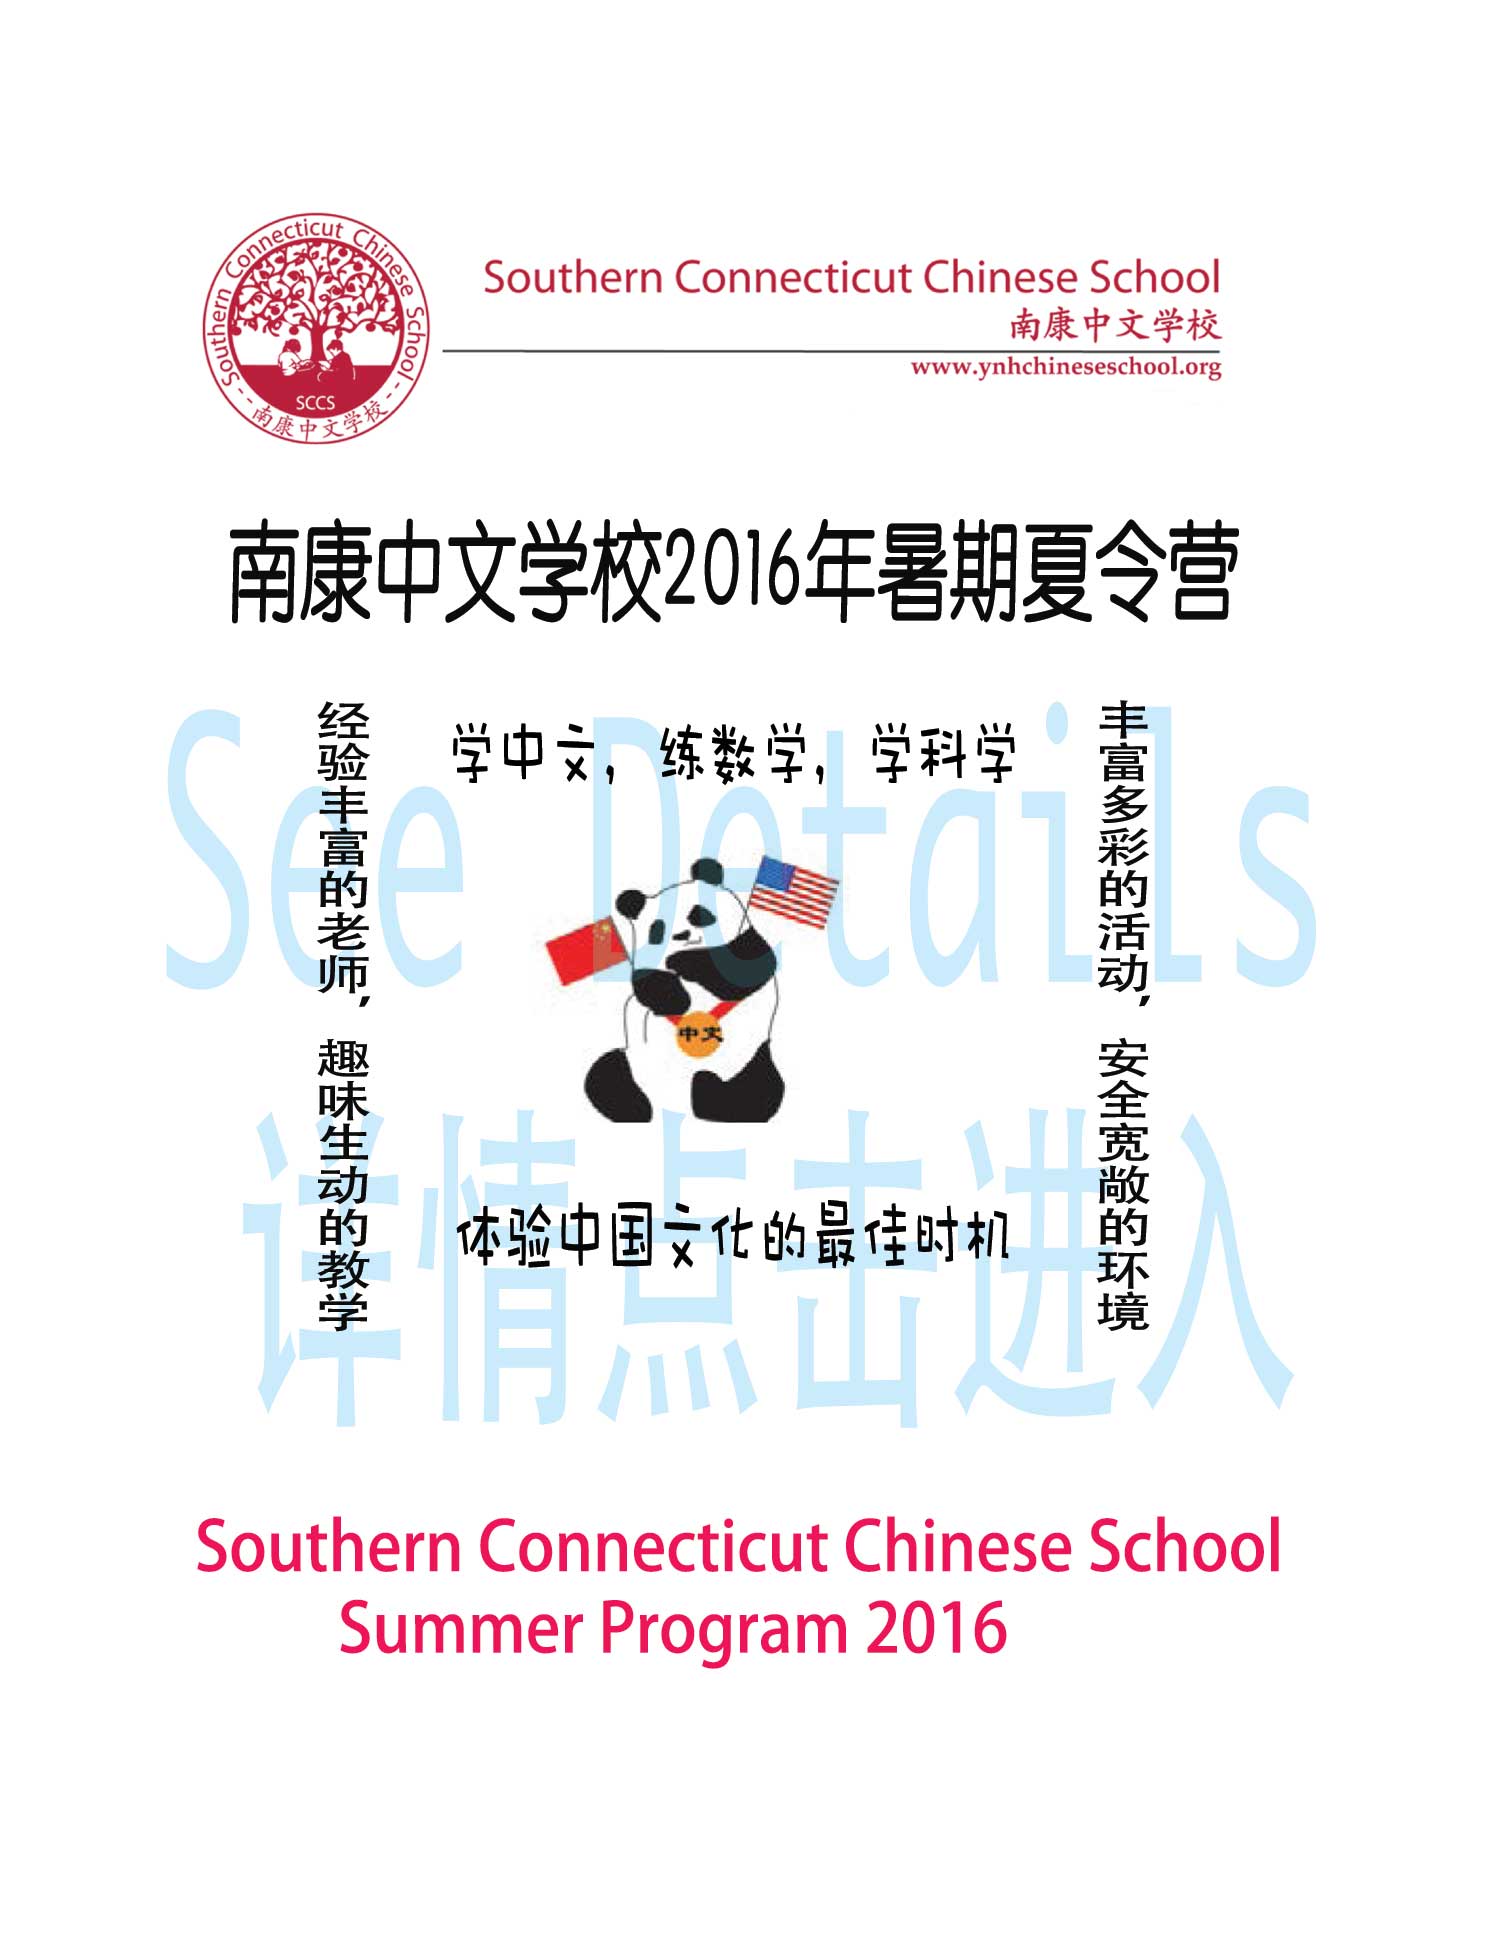 Southern Connecticut Chinese School
SCCS
南康中文学校
Southern Connecticut Chinese School
南康中文学校
www.ynhchineseschool.org
南康中文学校2016年暑期夏令营
See Details
经验丰富的老师，趣味生动的教学
学中文，练数学，学科学
丰富多彩的活动，安全宽敞的环境
中文
详情点击进入
体验中国文化的最佳时机
Southern Connecticut Chinese School
Summer Program 2016